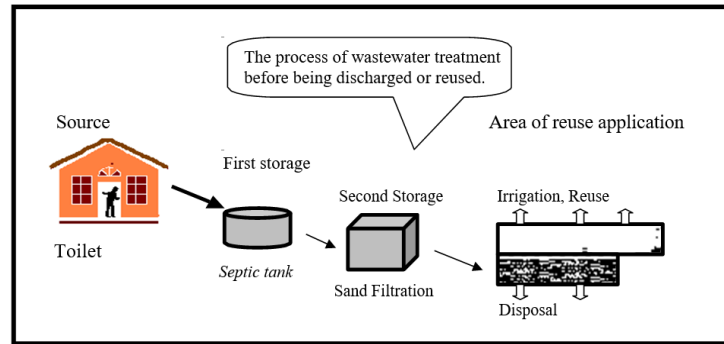 The process of wastewater treatment
before being discharged or reused.
Source
Area of reuse application
First storage
Second Storage
Irrigation, Reuse
Toilet
Septic tank
Sand Filtration
Disposal